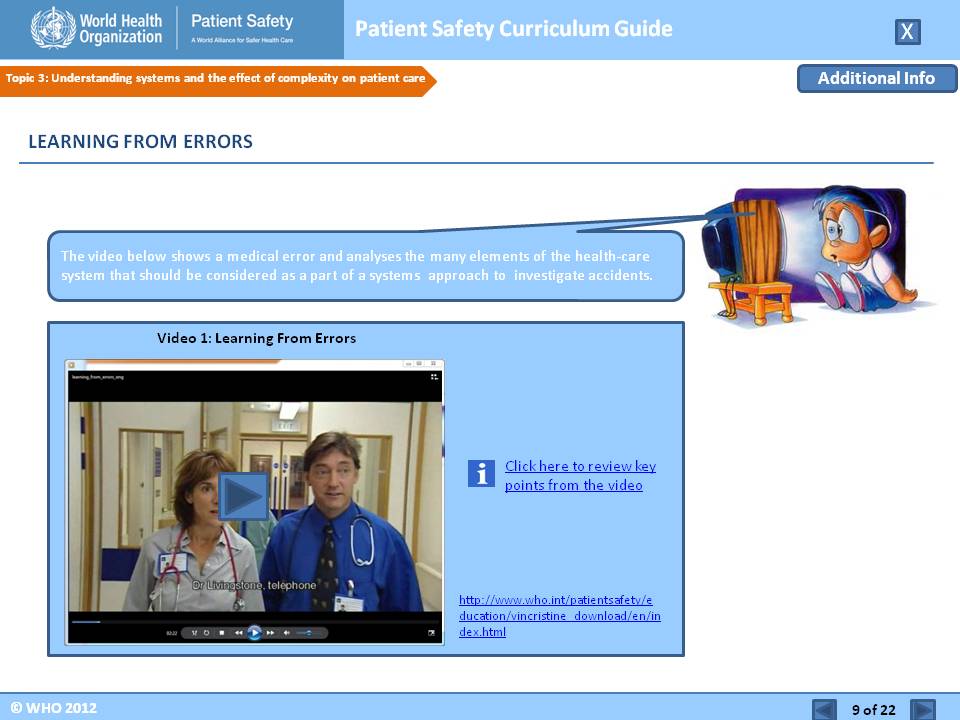 World Health
Organization
Patient Safety
A World Alliance for Safer Health Care
Patient Safety Curriculum Guide
X
Topic 3: Understanding systems and the effect of complexity on patient care
Additional Info
LEARNING FROM ERRORS
The video below shows a medical error and analyses the many elements of the health-care
system that should be considered as a part of a systems approach to investigate accidents.
Video 1: Learning From Errors
learning_from_errors_eng
i
Click here to review key
points from the video
Dr Livingstone, telephone
http://www.who.int/patientsafety/e
ducation/vincristine_download/en/in
dex.html
02:22
© WHO 2012
9 of 22